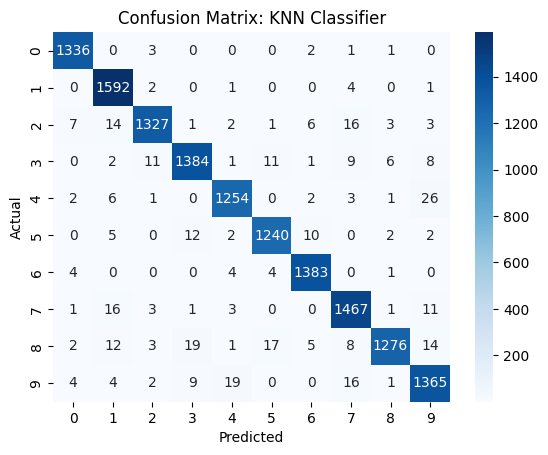 Confusion Matrix: KNN Classifier
0 1336 0 3 0 0 0 2 1 1 0
1 0 1592 2 0 1 0 0 4 0 1
2 7 14 1327 1 2 1 6 16 3 3
3 0 2 11 1384 1 11 1 9 6 8
4 2 6 1 0 1254 0 2 3 1 26
5 0 5 0 12 2 1240 10 0 2 2
6 4 0 0 0 4 4 1383 0 1 0
7 1 16 3 1 3 0 0 1467 1 11
8 2 12 3 19 1 17 5 8 1276 14
9 4 4 2 9 19 0 0 16 1 1365
0 1 2 3 4 5 6 7 8 9
Predicted
Actual
1400
1200
1000
800
600
400
200